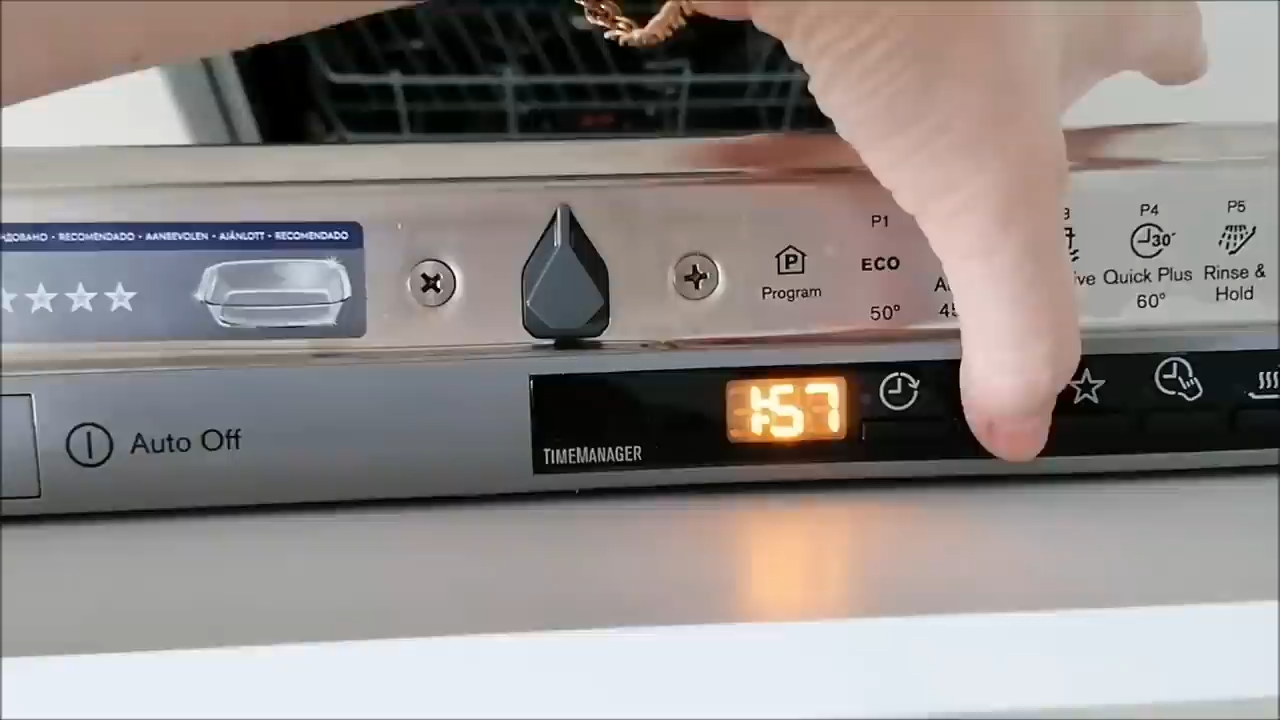 RECOMENDADO • AANBEVOLEN • AJÁNLOTT • RECOMENDADO
P1
P4
P5
P
30'
ECO
Program
Quick Plus
Rinse &
Hold
50°
60°
1:57
Auto Off
TIMEMANAGER